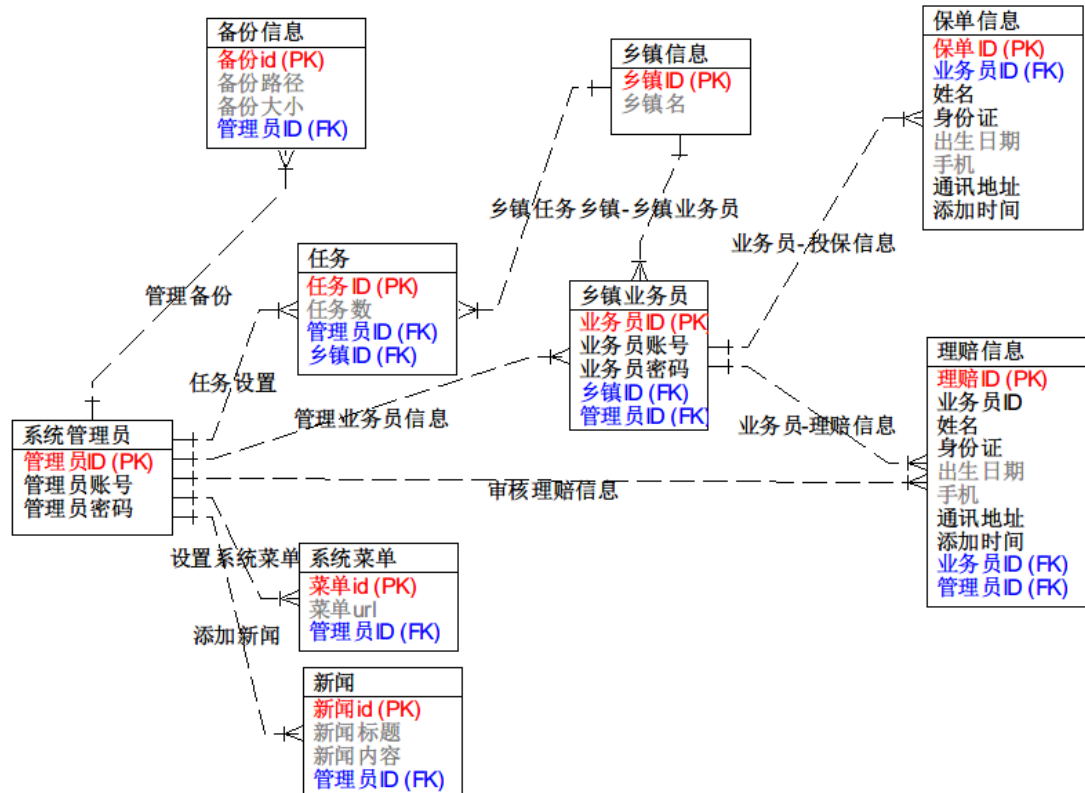 备份信息
备份id (PK)
备份路径
备份大小
管理员ID (FK)
乡镇信息
乡镇ID (PK)
乡镇名
保单信息
保单ID (PK)
业务员ID (FK)
姓名
身份证
出生日期
手机
通讯地址
添加时间
乡镇任务乡镇-乡镇业务员
业务员-投保信息
管理备份
任务
任务ID (PK)
任务数
管理员ID (FK)
乡镇ID (FK)
乡镇业务员
业务员ID (PK)
业务员账号
业务员密码
乡镇ID (FK)
管理员ID (FK)
理赔信息
理赔ID (PK)
业务员ID
姓名
身份证
出生日期
手机
通讯地址
添加时间
业务员ID (FK)
管理员ID (FK)
任务设置
管理业务员信息
业务员-理赔信息
系统管理员
管理员ID (PK)
管理员账号
管理员密码
审核理赔信息
设置系统菜单
系统菜单
菜单id (PK)
菜单url
管理员ID (FK)
添加新闻
新闻
新闻id (PK)
新闻标题
新闻内容
管理员ID (FK)